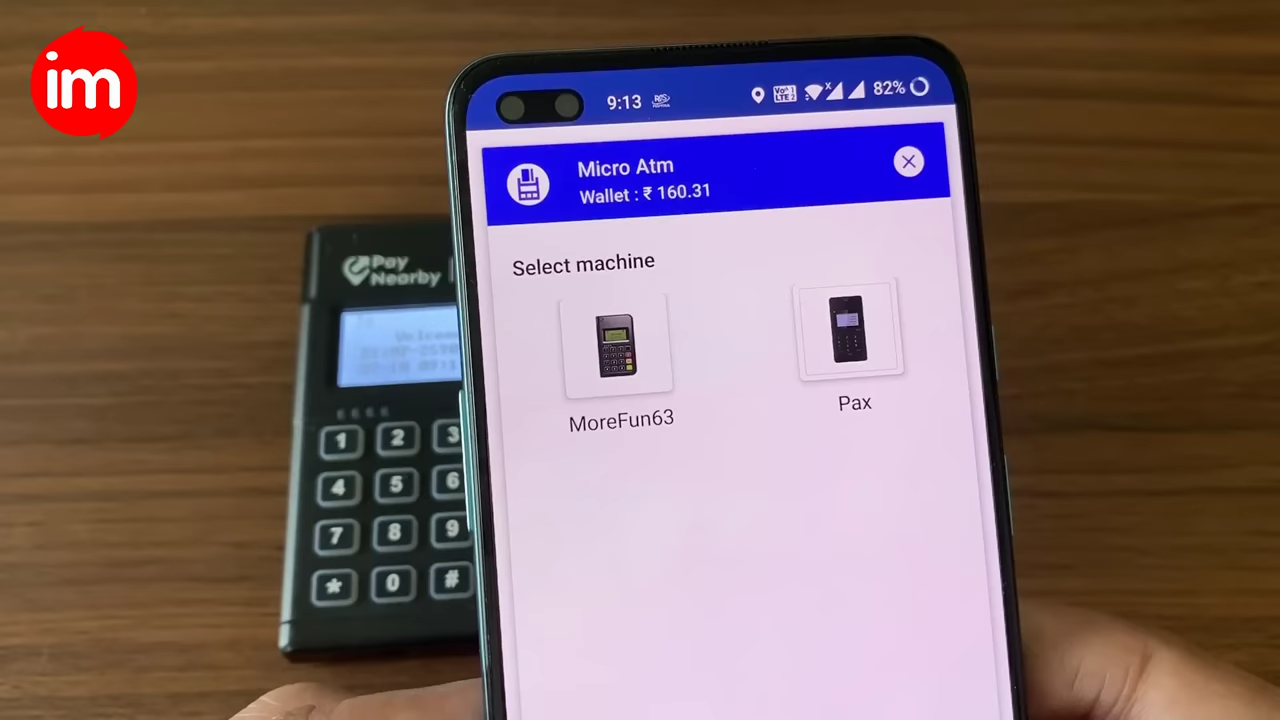 im
9:13
82%
Micro Atm
Wallet : ₹ 160.31
Select machine
MoreFun63
Pax
Pay
Nearby
1 2 3
4 5 6
7 8 9
* 0 #